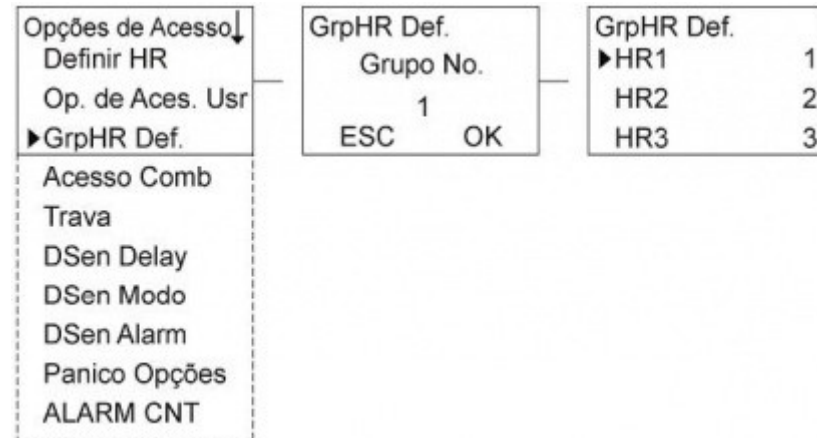 Opções de Acesso
Definir HR
Op. de Aces. Usr
GrpHR Def.
Acesso Comb
Trava
DSen Delay
DSen Modo
DSen Alarm
Panico Opções
ALARM CNT
GrpHR Def.
Grupo No.
1
ESC OK
GrpHR Def.
HR1 1
HR2 2
HR3 3